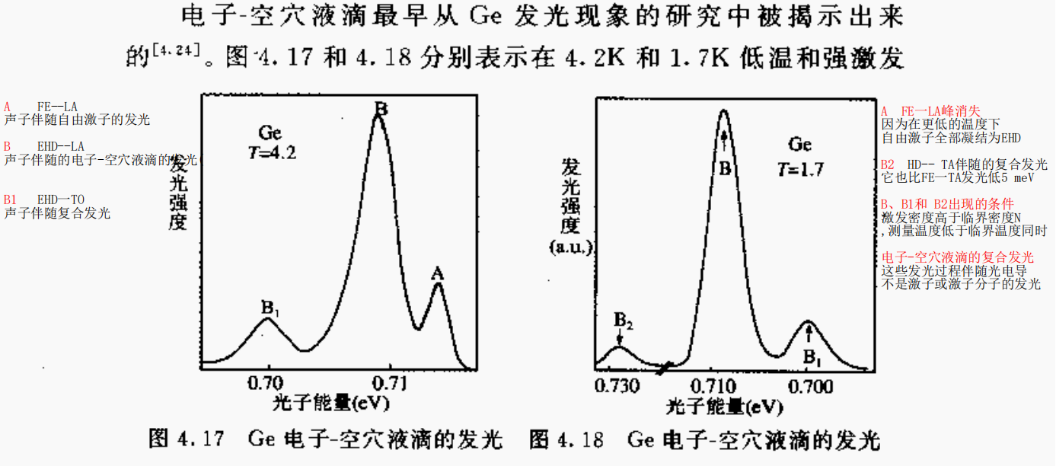 电子-空穴液滴最早从 Ge 发光现象的研究中被揭示出来
的[4.24]。图 4.17 和 4.18 分别表示在 4.2K 和 1.7K 低温和强激发
A FE--LA
声子伴随自由激子的发光
B EHD--LA
声子伴随的电子-空穴液滴的发光
B1 EHD一TO
声子伴随复合发光
发光强度
Ge
T=4.2
B
A
B₁
0.70
0.71
光子能量(eV)
图 4.17 Ge 电子-空穴液滴的发光
发光强度
(a.u.)
Ge
T=1.7
B
B₂
B₁
0.730
0.710
0.700
光子能量(eV)
图 4.18 Ge 电子-空穴液滴的发光
A FE一LA峰消失
因为在更低的温度下
自由激子全部凝结为EHD
B2 HD-- TA伴随的复合发光
它也比FE一TA发光低5 meV
B、B1和 B2出现的条件
激发密度高于临界密度N
,测量温度低于临界温度同时
电子-空穴液滴的复合发光
这些发光过程伴随光电导
不是激子或激子分子的发光